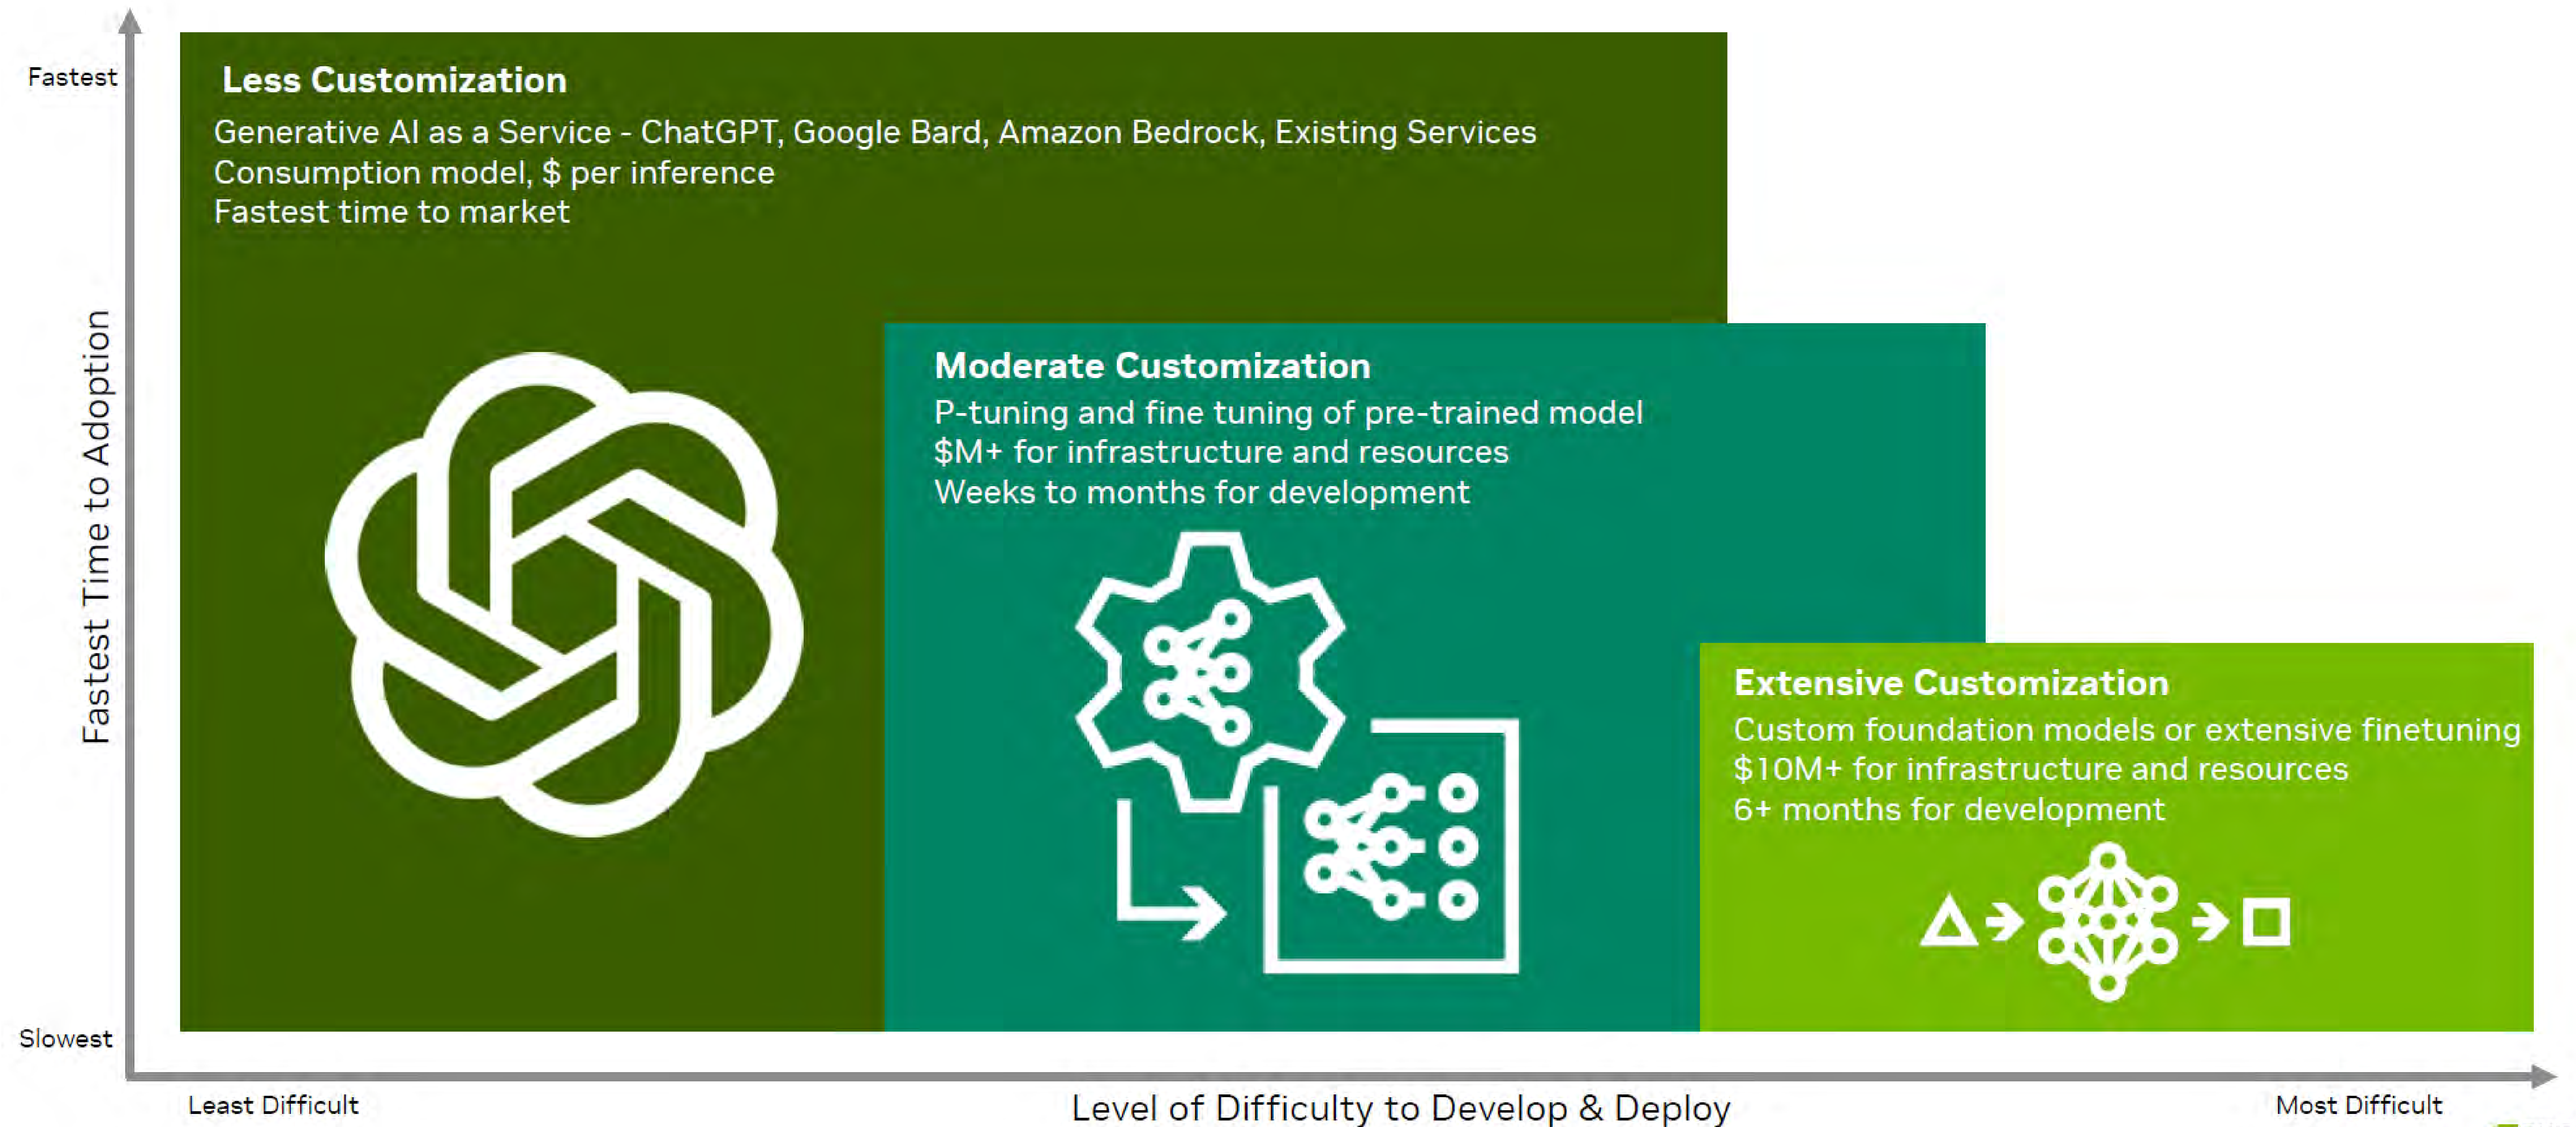 Fastest
Less Customization
Generative AI as a Service - ChatGPT, Google Bard, Amazon Bedrock, Existing Services
Consumption model, $ per inference
Fastest time to market
Fastest Time to Adoption
Moderate Customization
P-tuning and fine tuning of pre-trained model
$M+ for infrastructure and resources
Weeks to months for development
Extensive Customization
Custom foundation models or extensive finetuning
$10M+ for infrastructure and resources
6+ months for development
Slowest
Least Difficult
Level of Difficulty to Develop & Deploy
Most Difficult